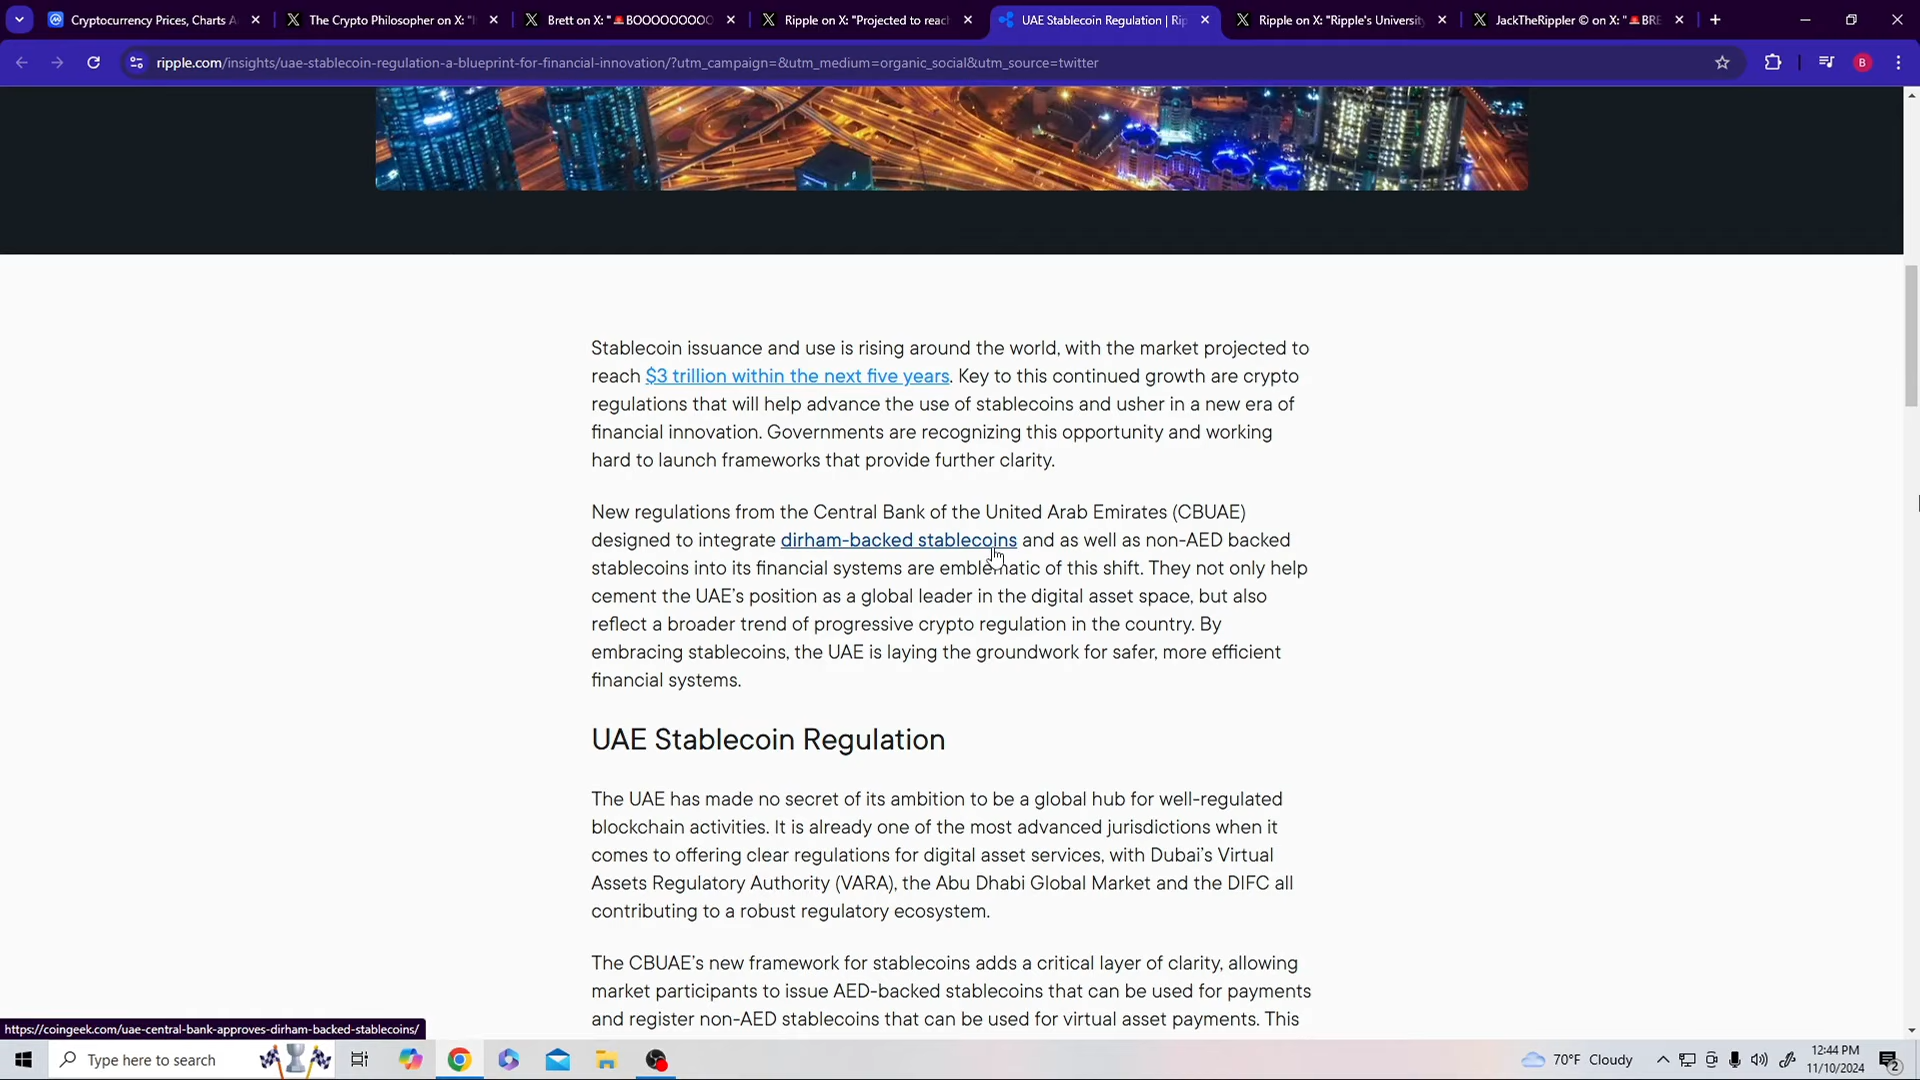 Cryptocurrency Prices, Charts A
The Crypto Philosopher on X: "
Brett on X: "🚨BOOOOOOOOO
Ripple on X: "Projected to reac
UAE Stablecoin Regulation | Rip
Ripple on X: "Ripple's University
JackTheRippler © on X: "🚨BRE
ripple.com/insights/uae-stablecoin-regulation-a-blueprint-for-financial-innovation/?utm_campaign=&utm_medium=organic_social&utm_source=twitter
B
Stablecoin issuance and use is rising around the world, with the market projected to
reach $3 trillion within the next five years. Key to this continued growth are crypto
regulations that will help advance the use of stablecoins and usher in a new era of
financial innovation. Governments are recognizing this opportunity and working
hard to launch frameworks that provide further clarity.
New regulations from the Central Bank of the United Arab Emirates (CBUAE)
designed to integrate dirham-backed stablecoins and as well as non-AED backed
stablecoins into its financial systems are emblematic of this shift. They not only help
cement the UAE's position as a global leader in the digital asset space, but also
reflect a broader trend of progressive crypto regulation in the country. By
embracing stablecoins, the UAE is laying the groundwork for safer, more efficient
financial systems.
UAE Stablecoin Regulation
The UAE has made no secret of its ambition to be a global hub for well-regulated
blockchain activities. It is already one of the most advanced jurisdictions when it
comes to offering clear regulations for digital asset services, with Dubai's Virtual
Assets Regulatory Authority (VARA), the Abu Dhabi Global Market and the DIFC all
contributing to a robust regulatory ecosystem.
The CBUAE's new framework for stablecoins adds a critical layer of clarity, allowing
market participants to issue AED-backed stablecoins that can be used for payments
and register non-AED stablecoins that can be used for virtual asset payments. This
https://coingeek.com/uae-central-bank-approves-dirham-backed-stablecoins/
Type here to search
70°F Cloudy
12:44 PM
11/10/2024
2